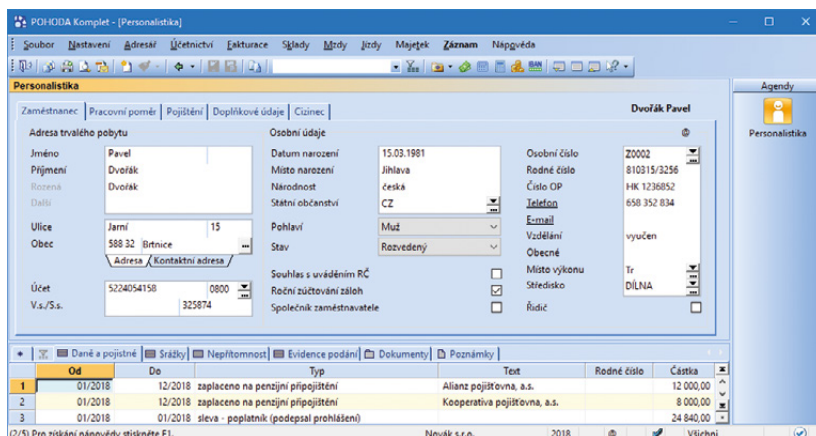 POHODA Komplet - [Personalistika]
Soubor Nastavení Adresář Účetnictví Fakturace Sklady Mzdy Jízdy Majetek Záznam Nápověda
Personalistika Agendy
Zaměstnanec Pracovní poměr Pojištění Doplňkové údaje Cizinec Dvořák Pavel
Adresa trvalého pobytu Osobní údaje @ Personalistika
Jméno Pavel Datum narození 15.03.1981 Osobní číslo Z0002
Příjmení Dvořák Místo narození Jihlava Rodné číslo 810315/3256
Rozená Dvořák Národnost česká Číslo OP HK 1236852
Další Státní občanství CZ Telefon 658 352 834
E-mail
Ulice Jarní 15 Pohlaví Muž Vzdělání vyučen
Obec 588 32 Brtnice ... Stav Rozvedený Obecné
Adresa Kontaktní adresa Místo výkonu Tr
Souhlas s uváděním RČ
Účet 5224054158 0800 Roční zúčtování záloh Středisko DÍLNA
V.s./S.s. 325874 Společník zaměstnavatele Řidič
Daně a pojistné Srážky Nepřítomnost Evidence podání Dokumenty Poznámky
Od Do Typ Text Rodné číslo Částka
1 01/2018 12/2018 zaplaceno na penzijní připojištění Alianz pojišťovna, a.s. 12 000,00
2 01/2018 12/2018 zaplaceno na penzijní připojištění Kooperativa pojišťovna, a.s. 8 000,00
3 01/2018 01/2018 sleva - poplatník (podepsal prohlášení) 24 840,00
(2/5) Pro získání nápovědy stiskněte F1. Novák s.r.o. 2018 @ Všichni